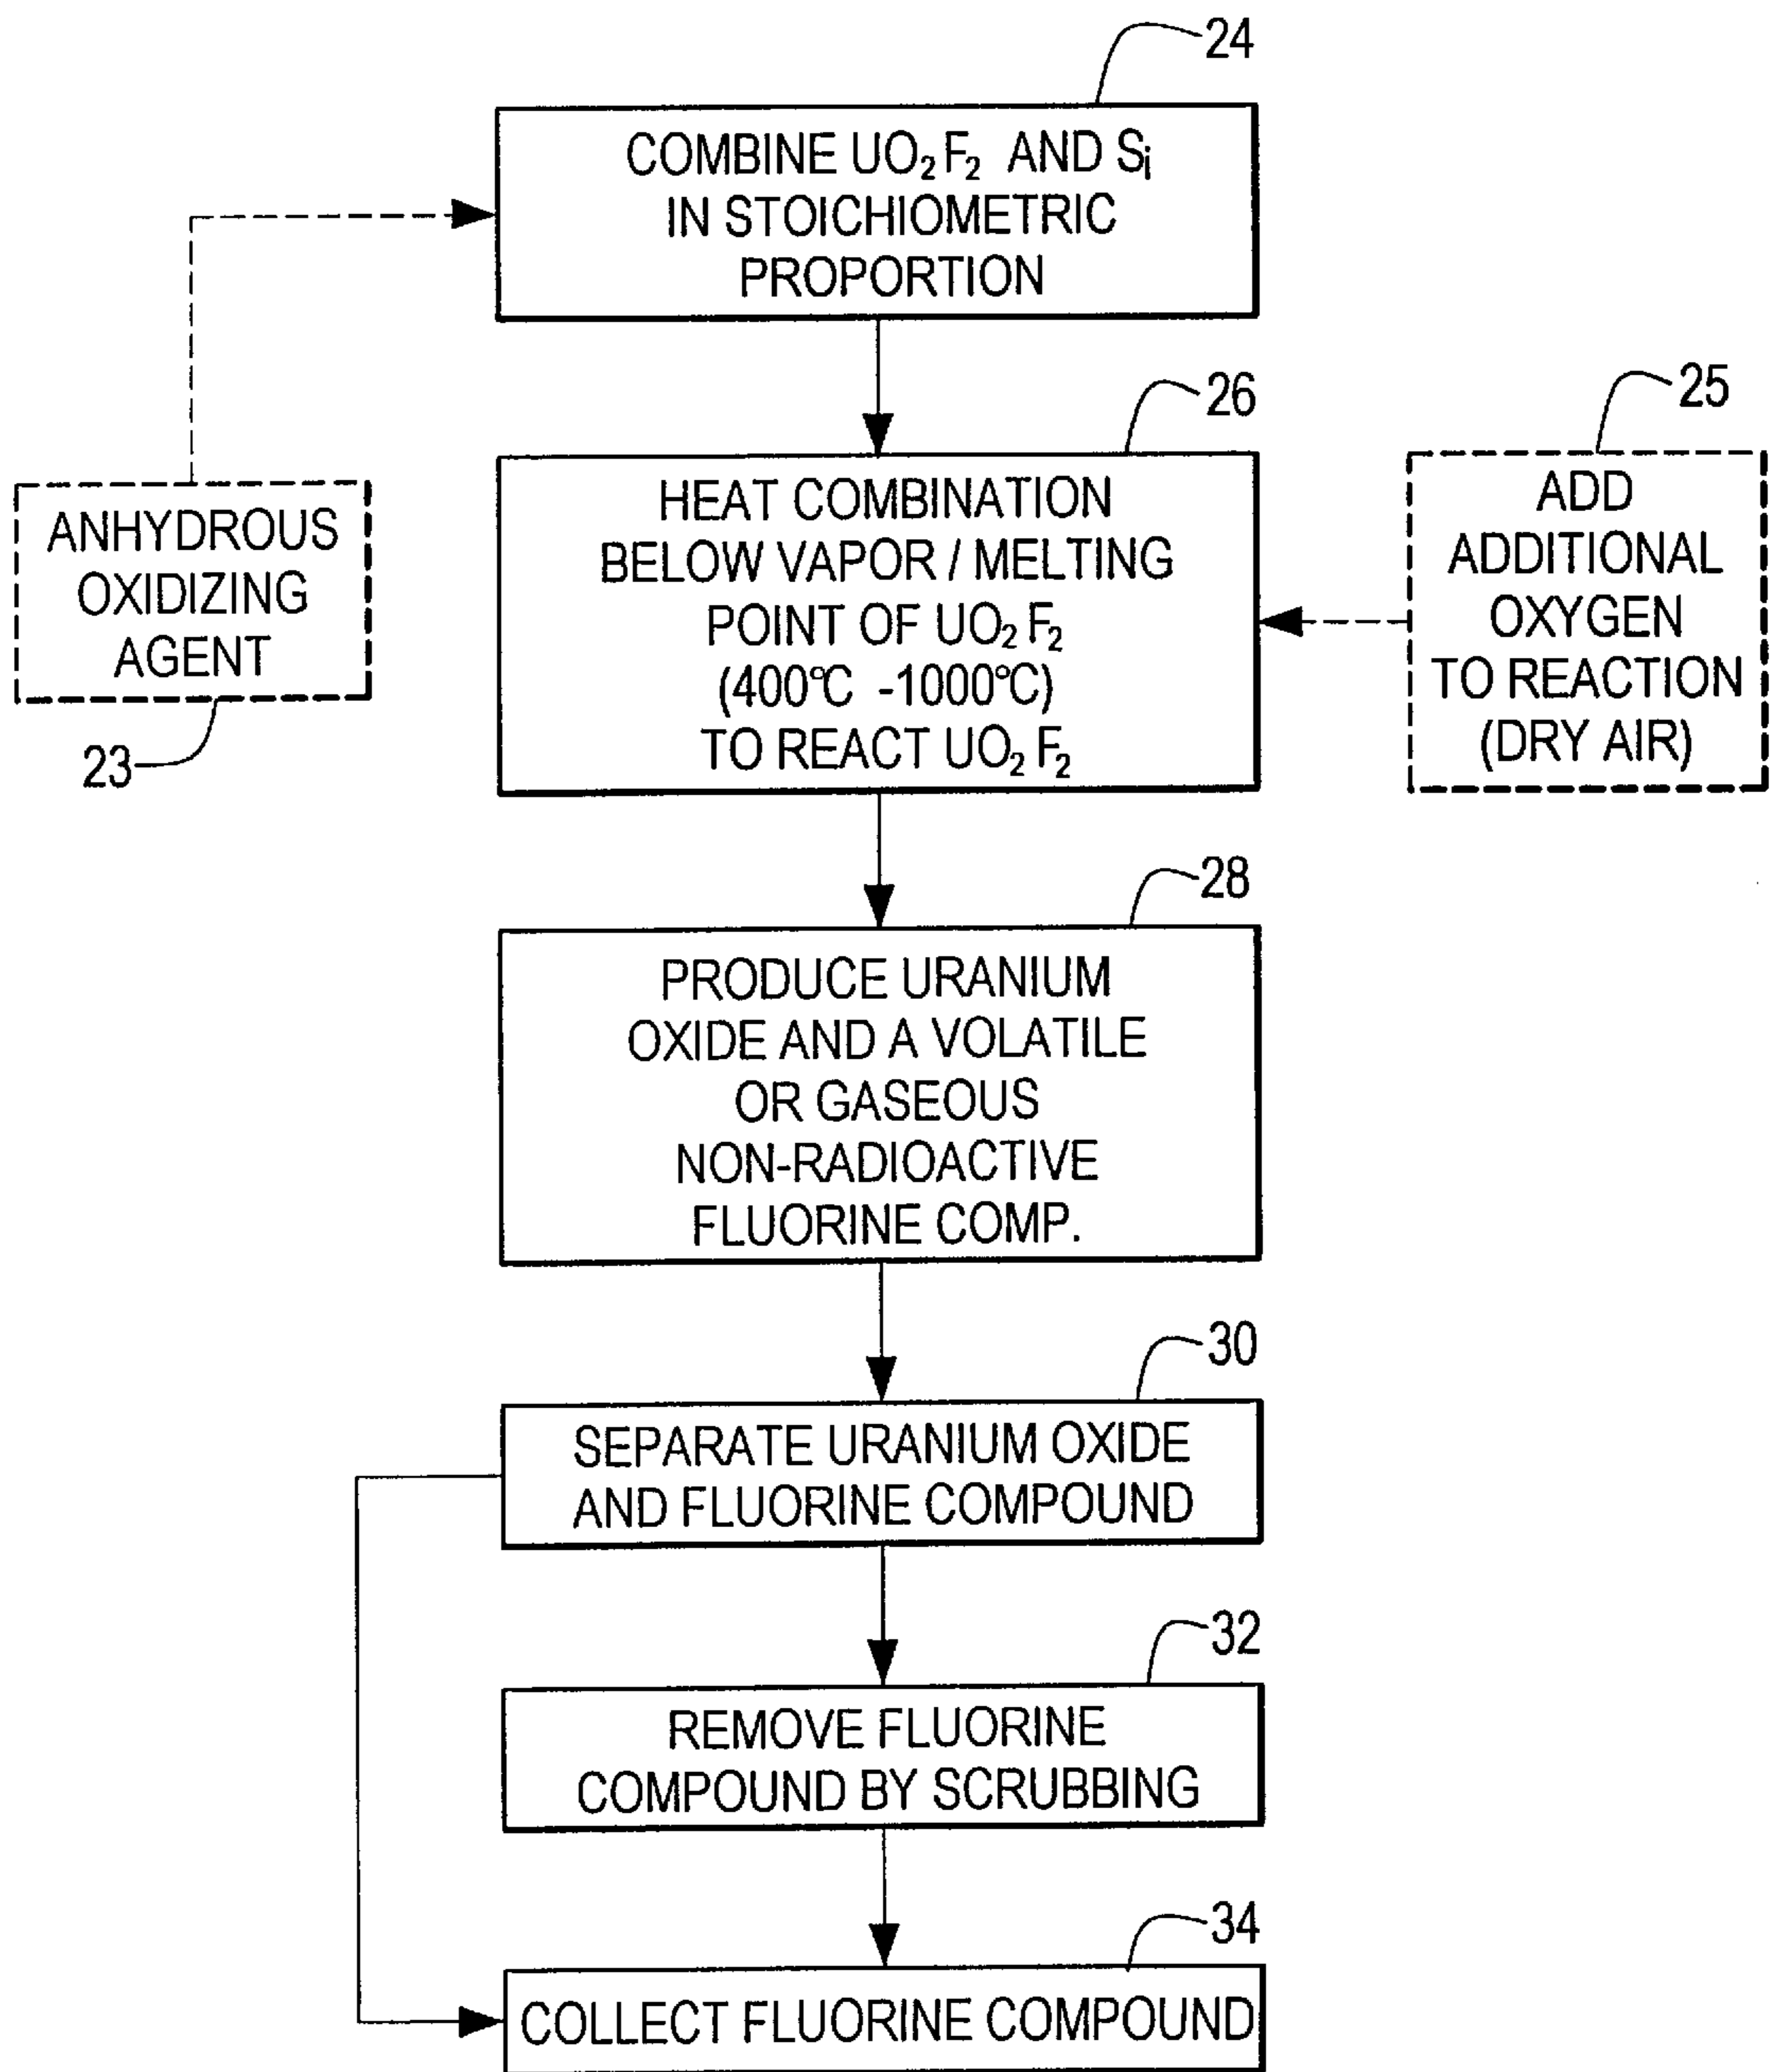 24
COMBINE UO₂F₂ AND Si
IN STOICHIOMETRIC
PROPORTION
26
HEAT COMBINATION
BELOW VAPOR / MELTING
POINT OF UO₂F₂
(400°C -1000°C)
TO REACT UO₂F₂
25
ADD
ADDITIONAL
OXYGEN
TO REACTION
(DRY AIR)
ANHYDROUS
OXIDIZING
AGENT
23
28
PRODUCE URANIUM
OXIDE AND A VOLATILE
OR GASEOUS
NON-RADIOACTIVE
FLUORINE COMP.
30
SEPARATE URANIUM OXIDE
AND FLUORINE COMPOUND
32
REMOVE FLUORINE
COMPOUND BY SCRUBBING
34
COLLECT FLUORINE COMPOUND